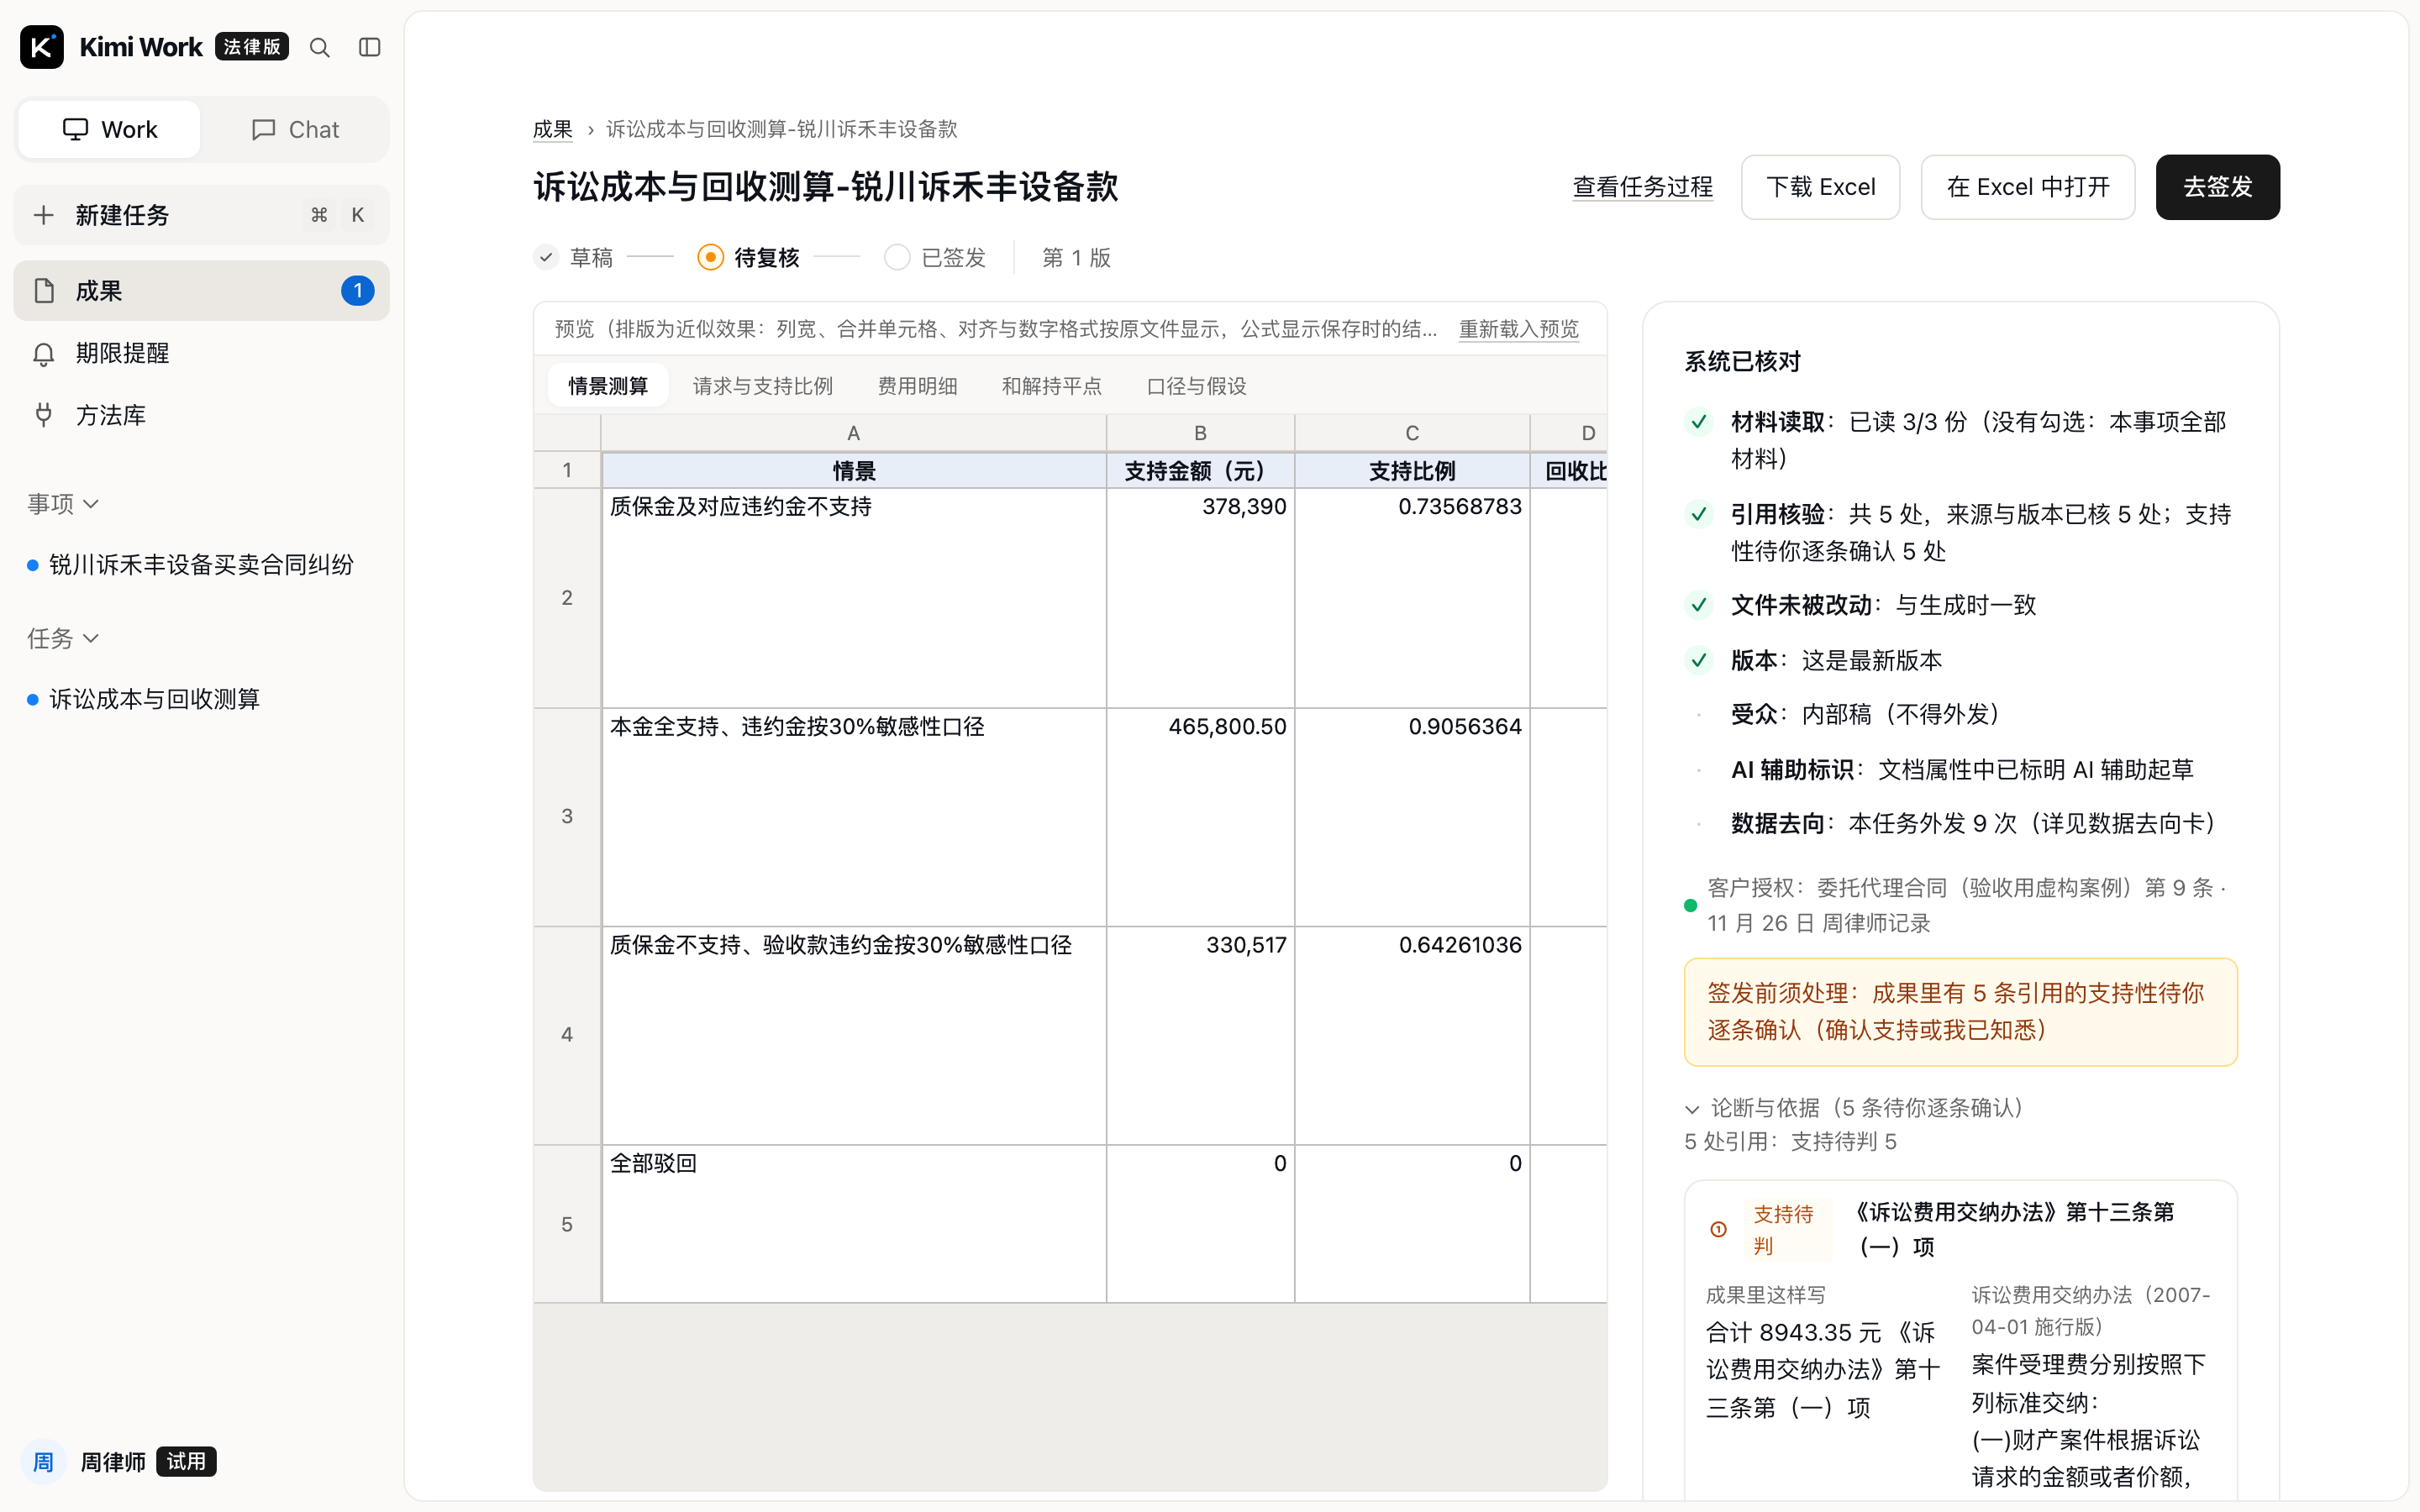 Kimi Work 法律版
Work
Chat
新建任务 ⌘ K
成果 1
期限提醒
方法库
事项
锐川诉禾丰设备买卖合同纠纷
任务
诉讼成本与回收测算
周 周律师 试用
成果 › 诉讼成本与回收测算-锐川诉禾丰设备款
诉讼成本与回收测算-锐川诉禾丰设备款
查看任务过程 下载 Excel 在 Excel 中打开 去签发
草稿 待复核 已签发 第 1 版
预览（排版为近似效果：列宽、合并单元格、对齐与数字格式按原文件显示，公式显示保存时的结... 重新载入预览
情景测算 请求与支持比例 费用明细 和解持平点 口径与假设
A B C D
1 情景 支持金额（元） 支持比例 回收比
2 质保金及对应违约金不支持 378,390 0.73568783
3 本金全支持、违约金按30%敏感性口径 465,800.50 0.9056364
4 质保金不支持、验收款违约金按30%敏感性口径 330,517 0.64261036
5 全部驳回 0 0
系统已核对
材料读取：已读 3/3 份（没有勾选：本事项全部
材料）
引用核验：共 5 处，来源与版本已核 5 处；支持
性待你逐条确认 5 处
文件未被改动：与生成时一致
版本：这是最新版本
· 受众：内部稿（不得外发）
· AI 辅助标识：文档属性中已标明 AI 辅助起草
· 数据去向：本任务外发 9 次（详见数据去向卡）
客户授权：委托代理合同（验收用虚构案例）第 9 条 ·
11 月 26 日 周律师记录
签发前须处理：成果里有 5 条引用的支持性待你
逐条确认（确认支持或我已知悉）
论断与依据（5 条待你逐条确认）
5 处引用：支持待判 5
① 支持待
判
《诉讼费用交纳办法》第十三条第
（一）项
成果里这样写
合计 8943.35 元 《诉
讼费用交纳办法》第十
三条第（一）项
诉讼费用交纳办法（2007-
04-01 施行版）
案件受理费分别按照下
列标准交纳：
(一)财产案件根据诉讼
请求的金额或者价额，